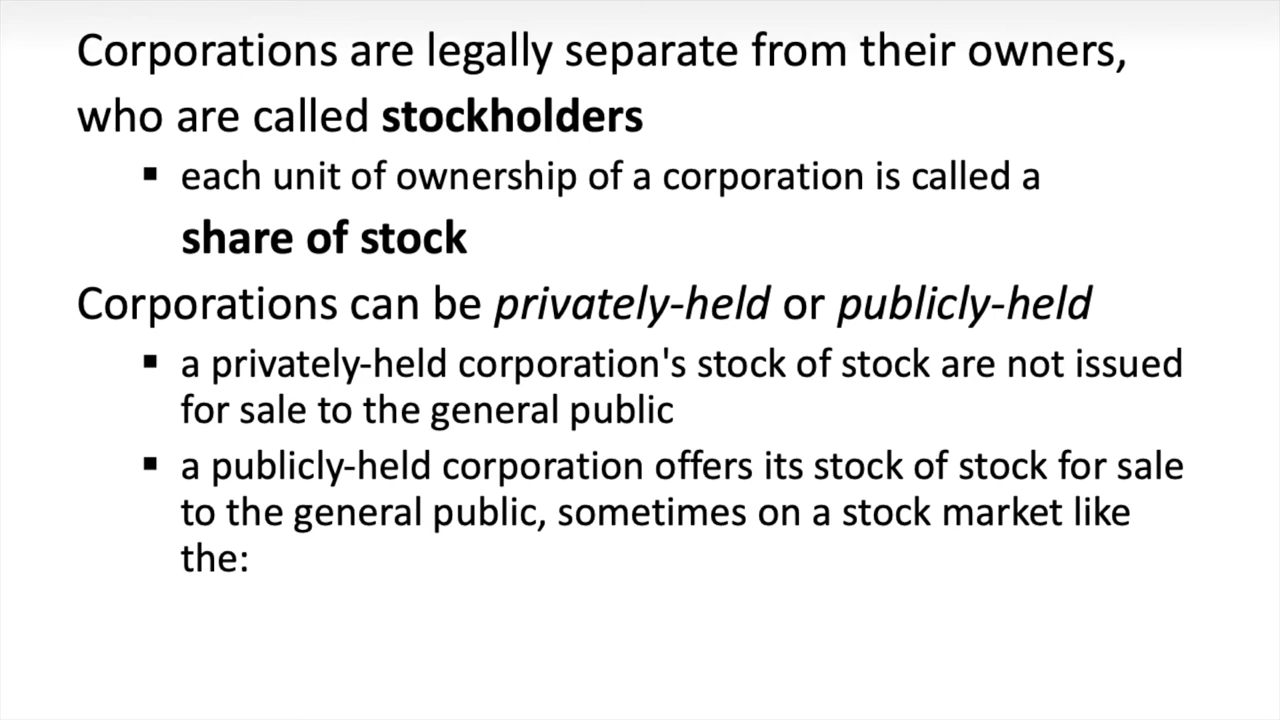 Corporations are legally separate from their owners,
who are called stockholders
▪ each unit of ownership of a corporation is called a
share of stock
Corporations can be privately-held or publicly-held
▪ a privately-held corporation's stock of stock are not issued
for sale to the general public
▪ a publicly-held corporation offers its stock of stock for sale
to the general public, sometimes on a stock market like
the: